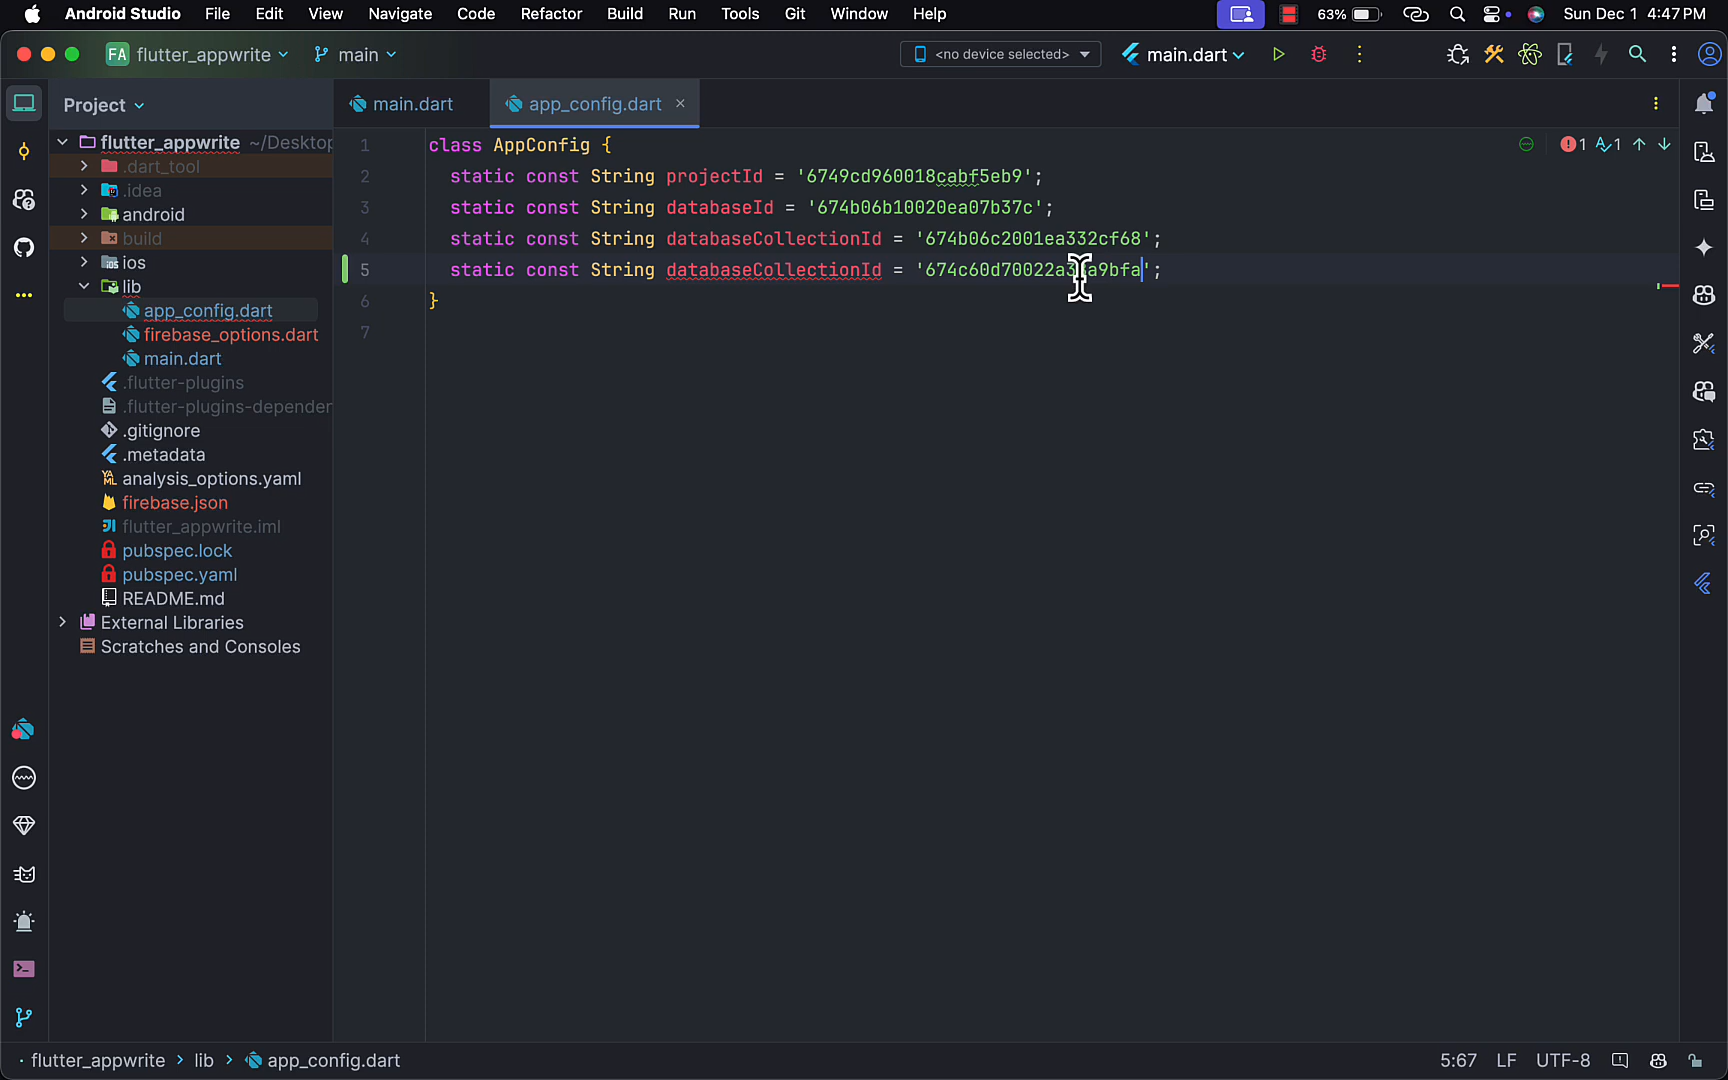 Android Studio File Edit View Navigate Code Refactor Build Run Tools Git Window Help 63% Sun Dec 1 4:47 PM
FA flutter_appwrite main <no device selected> main.dart
Project main.dart app_config.dart
flutter_appwrite ~/Desktop
.dart_tool
.idea
android
build
ios
lib
app_config.dart
firebase_options.dart
main.dart
.flutter-plugins
.flutter-plugins-depender
.gitignore
.metadata
analysis_options.yaml
firebase.json
flutter_appwrite.iml
pubspec.lock
pubspec.yaml
README.md
External Libraries
Scratches and Consoles
1 class AppConfig { 1 1
2 static const String projectId = '6749cd960018cabf5eb9';
3 static const String databaseId = '674b06b10020ea07b37c';
4 static const String databaseCollectionId = '674b06c2001ea332cf68';
5 static const String databaseCollectionId =
6 }
7
flutter_appwrite > lib > app_config.dart 5:67 LF UTF-8